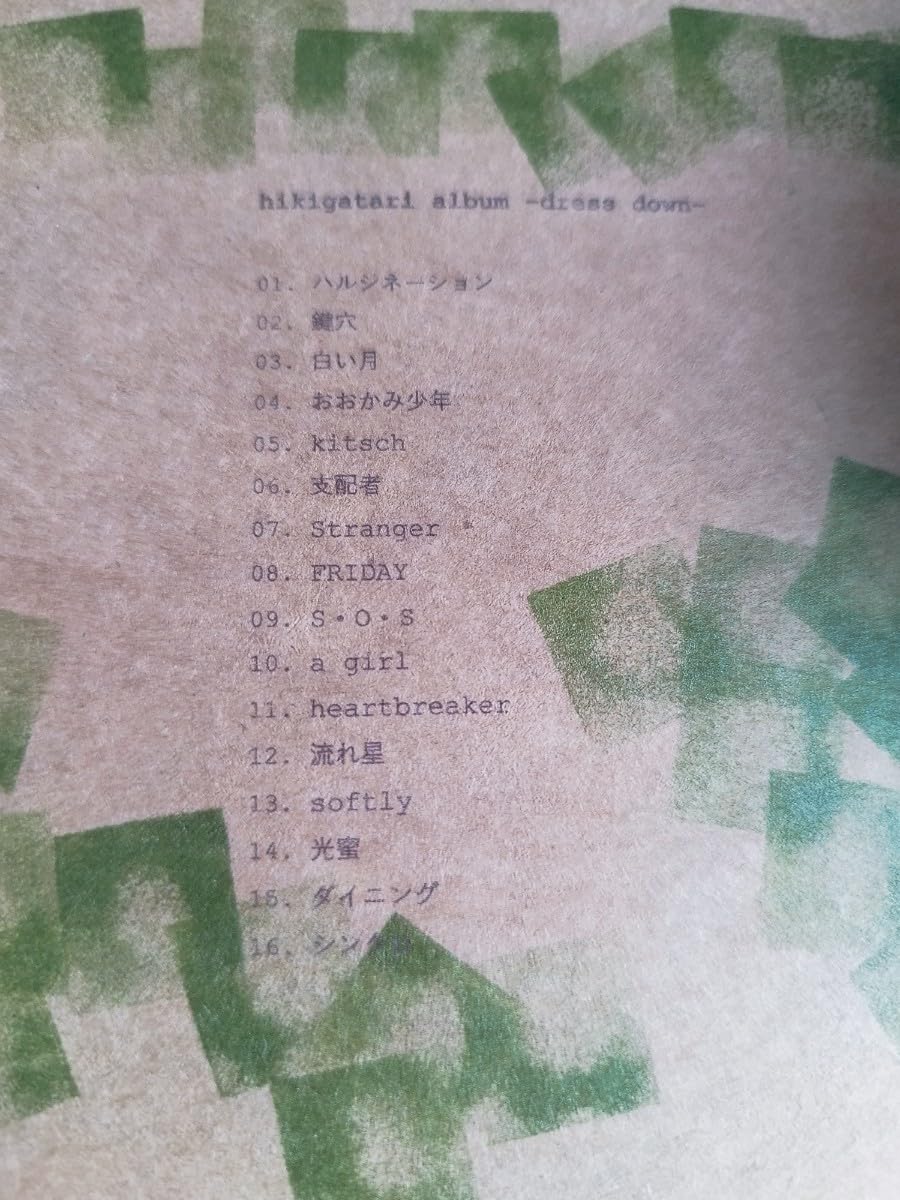 hikigatari album -dress down-
01. ハルシネーション
02. 鍵穴
03. 白い月
04. おおかみ少年
05. kitsch
06. 支配者
07. Stranger
08. FRIDAY
09. S・O・S
10. a girl
11. heartbreaker
12. 流れ星
13. softly
14. 光蜜
15. ダイニング
16.